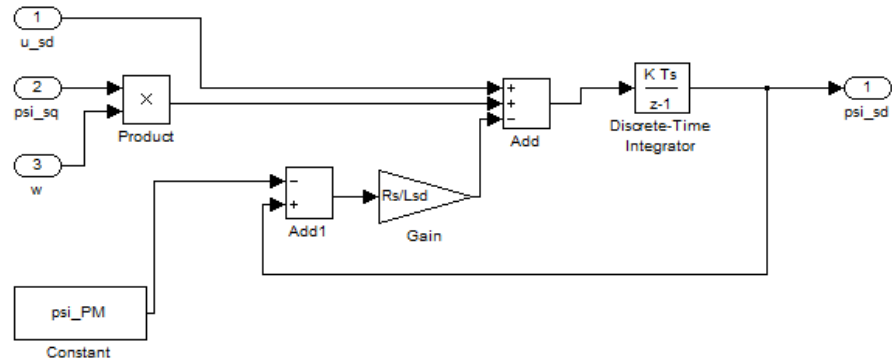 1
u_sd
2
psi_sq
×
Product
3
w
+
+
−
Add
K Ts
z-1
Discrete-Time
Integrator
1
psi_sd
−
+
Add1
Rs/Lsd
Gain
psi_PM
Constant